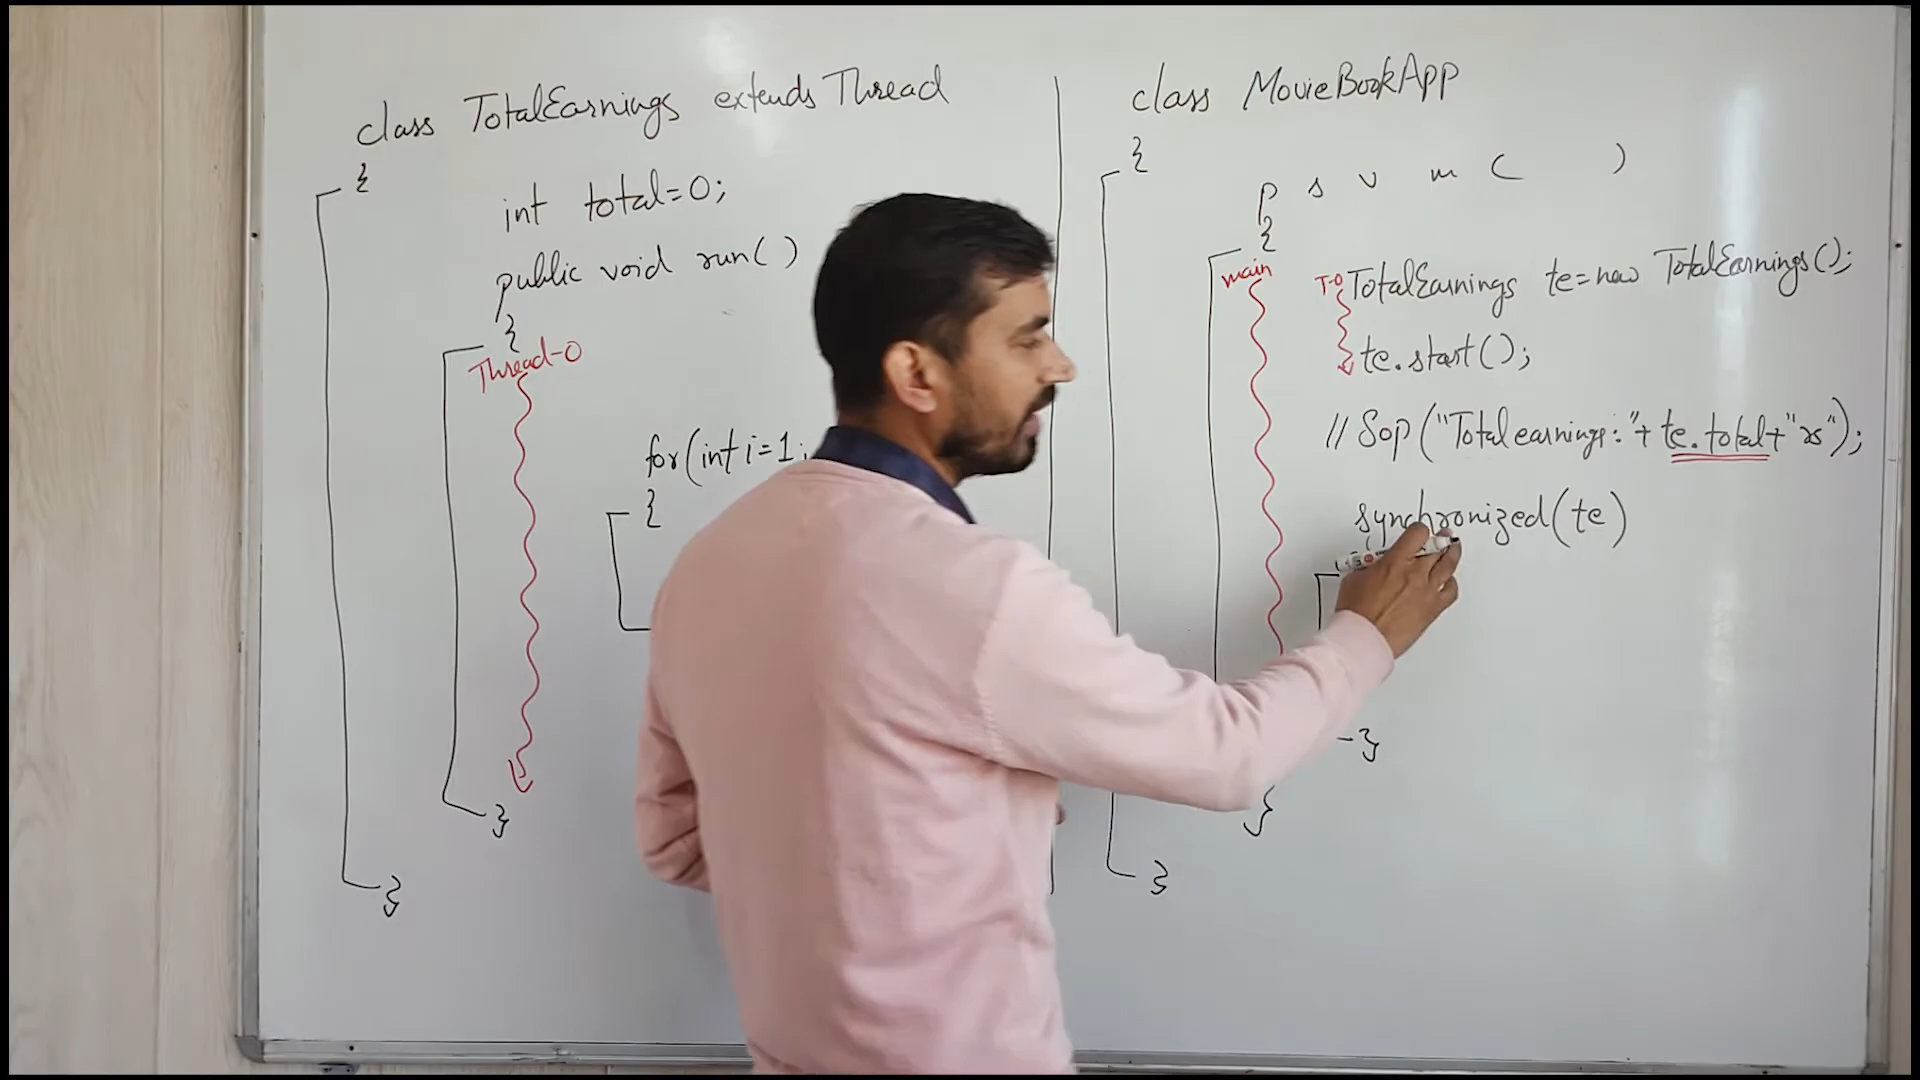 class TotalEarnings extends Thread
{
int total=0;
public void run()
{
Thread-0
for(int i=1;
{
}
}
class MovieBookApp
{
p s v m ( )
{
main
T-0 TotalEarnings te=new TotalEarnings();
te.start();
// Sop("Total earnings:"+ te.total+"rs");
synchronized(te)
}
}
}